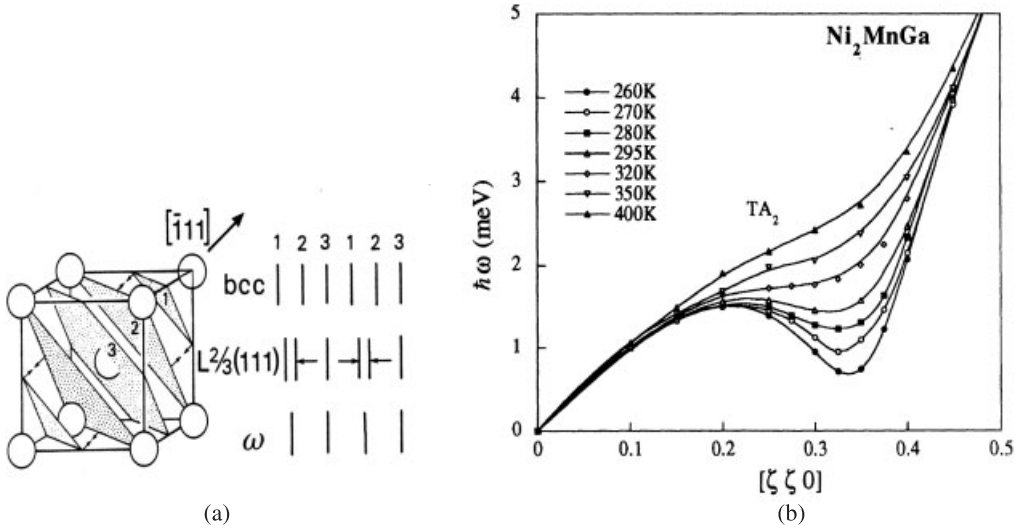 [1̄11]
1 2 3 1 2 3
bcc
L2/3(111)
ω
1
2
3
(a)
Ni₂MnGa
5
4
3
2
1
0
ħω (meV)
260K
270K
280K
295K
320K
350K
400K
TA₂
0 0.1 0.2 0.3 0.4 0.5
[ζ ζ 0]
(b)